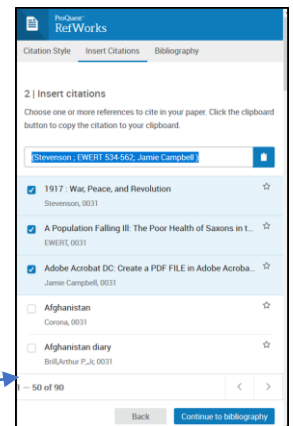 ProQuest®
RefWorks
Citation Style Insert Citations Bibliography
2 | Insert citations
Choose one or more references to cite in your paper. Click the clipboard
button to copy the citation to your clipboard.
{Stevenson ; EWERT 534-562; Jamie Campbell }
1917 : War, Peace, and Revolution
Stevenson, 0031
A Population Falling Ill: The Poor Health of Saxons in t...
EWERT, 0031
Adobe Acrobat DC: Create a PDF FILE in Adobe Acroba...
Jamie Campbell, 0031
Afghanistan
Corona, 0031
Afghanistan diary
Brill,Arthur P.,Jr, 0031
1 – 50 of 90
Back Continue to bibliography